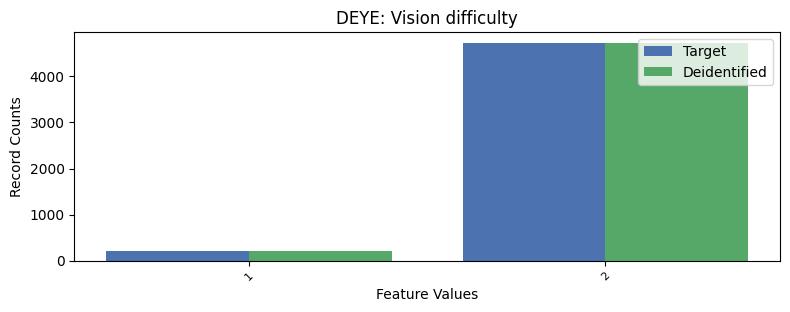 DEYE: Vision difficulty
Target
Deidentified
Record Counts
4000
3000
2000
1000
0
1
2
Feature Values